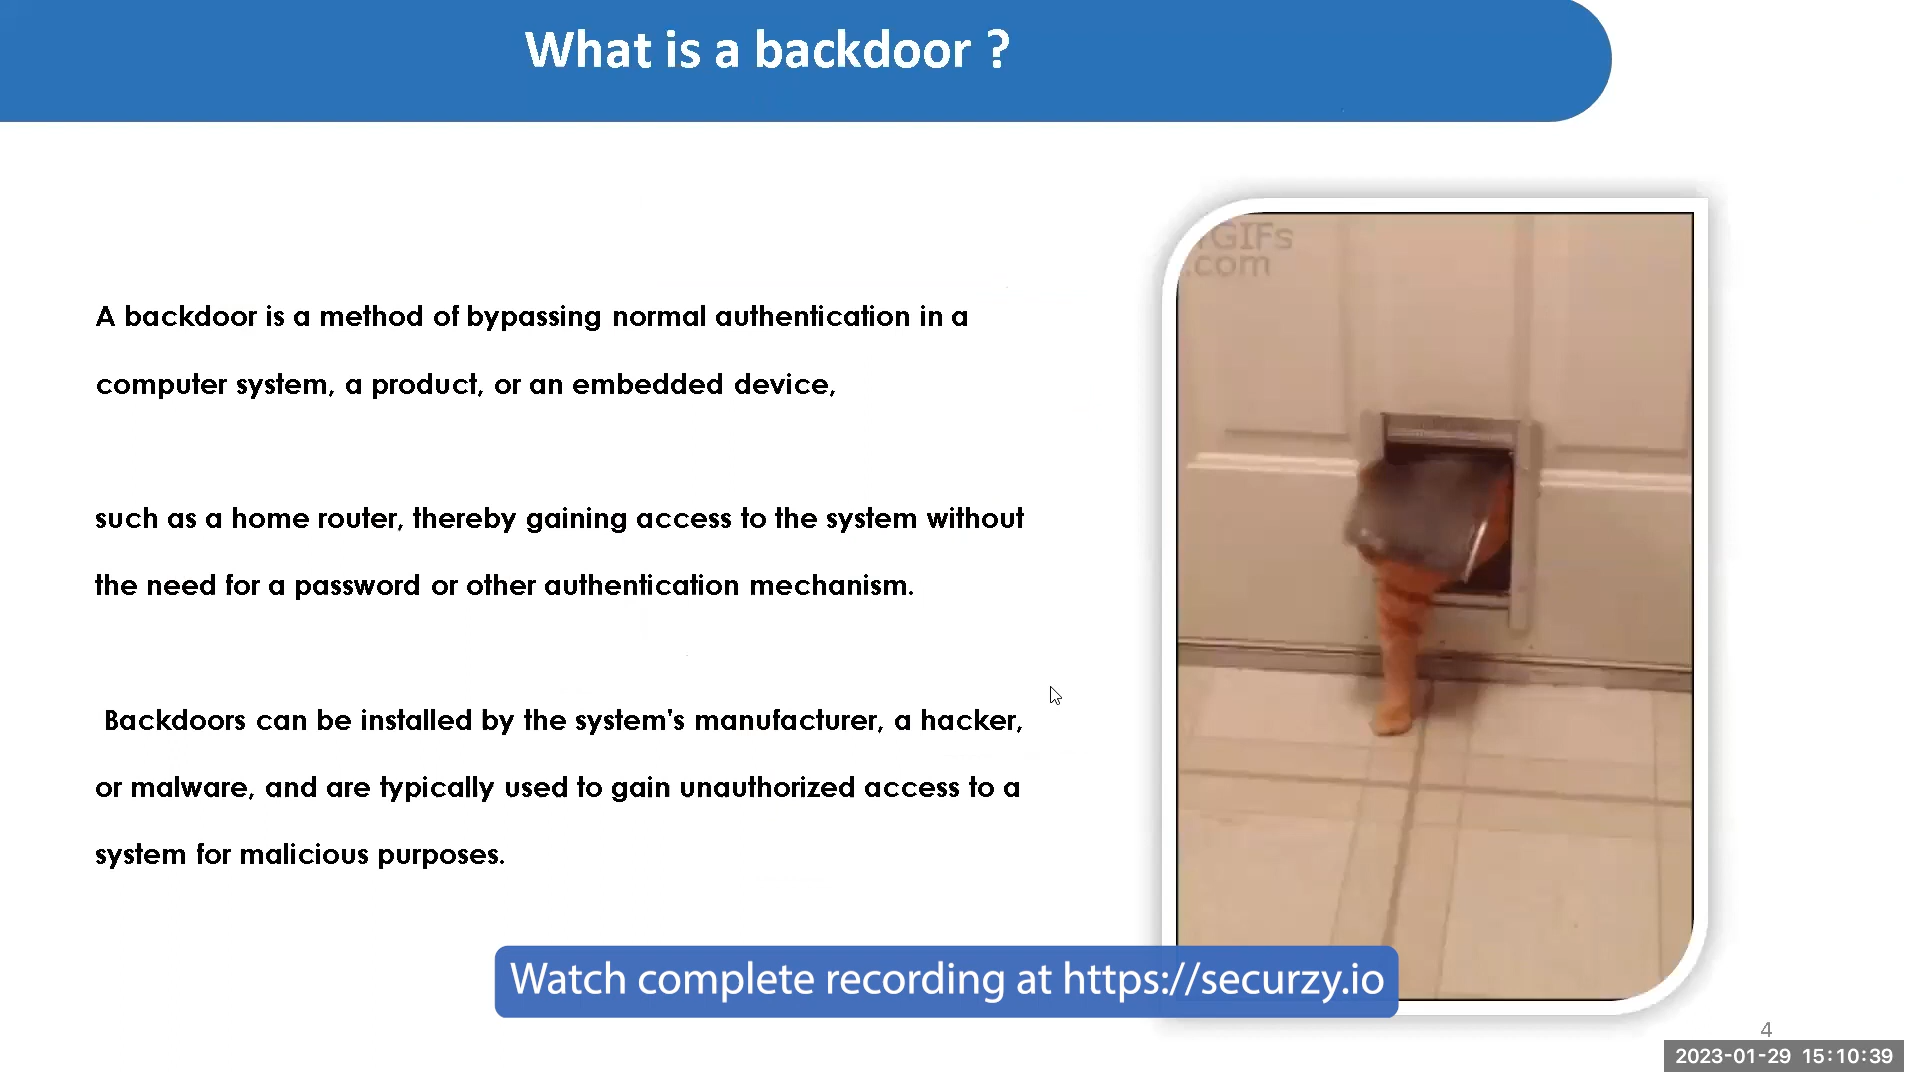 What is a backdoor ?
A backdoor is a method of bypassing normal authentication in a
computer system, a product, or an embedded device,
such as a home router, thereby gaining access to the system without
the need for a password or other authentication mechanism.
Backdoors can be installed by the system's manufacturer, a hacker,
or malware, and are typically used to gain unauthorized access to a
system for malicious purposes.
GIFs
.com
Watch complete recording at https://securzy.io
4
2023-01-29 15:10:39